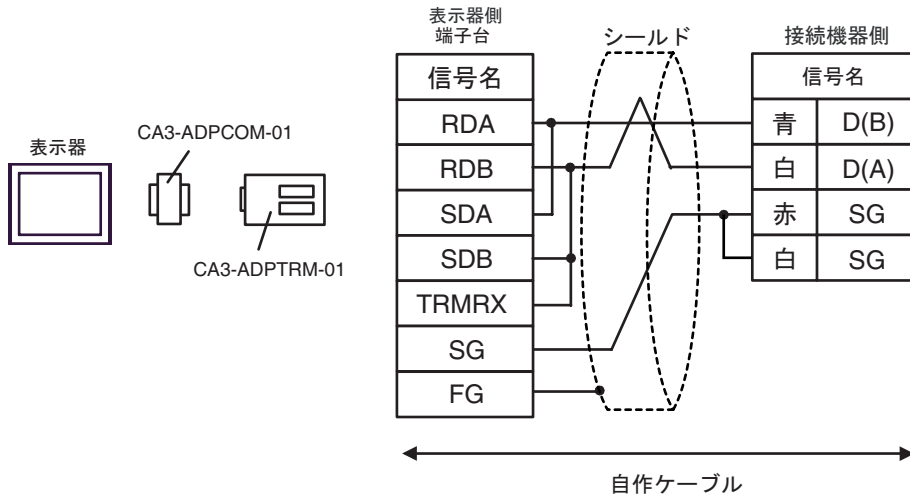 表示器
CA3-ADPCOM-01
CA3-ADPTRM-01
表示器側
端子台
信号名
RDA
RDB
SDA
SDB
TRMRX
SG
FG
シールド
接続機器側
信号名
青 D(B)
白 D(A)
赤 SG
白 SG
自作ケーブル